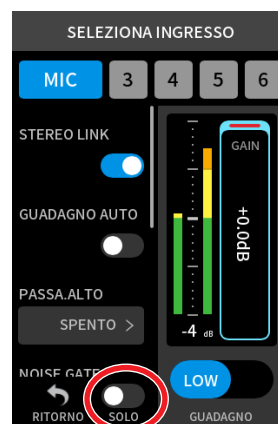 SELEZIONA INGRESSO
MIC 3 4 5 6
STEREO LINK
GUADAGNO AUTO
PASSA.ALTO
SPENTO >
NOISE GATE
RITORNO SOLO
GAIN
+0.0dB
-4 dB
LOW
GUADAGNO